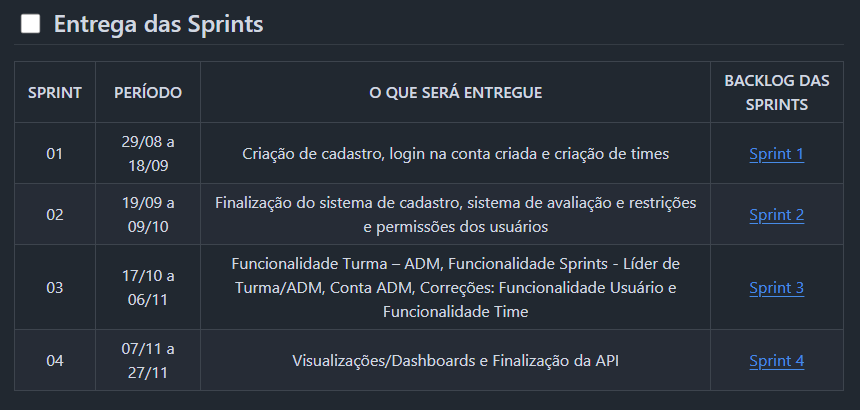 Entrega das Sprints
SPRINT
PERÍODO
O QUE SERÁ ENTREGUE
BACKLOG DAS
SPRINTS
01
29/08 a
18/09
Criação de cadastro, login na conta criada e criação de times
Sprint 1
02
19/09 a
09/10
Finalização do sistema de cadastro, sistema de avaliação e restrições
e permissões dos usuários
Sprint 2
03
17/10 a
06/11
Funcionalidade Turma – ADM, Funcionalidade Sprints - Líder de
Turma/ADM, Conta ADM, Correções: Funcionalidade Usuário e
Funcionalidade Time
Sprint 3
04
07/11 a
27/11
Visualizações/Dashboards e Finalização da API
Sprint 4